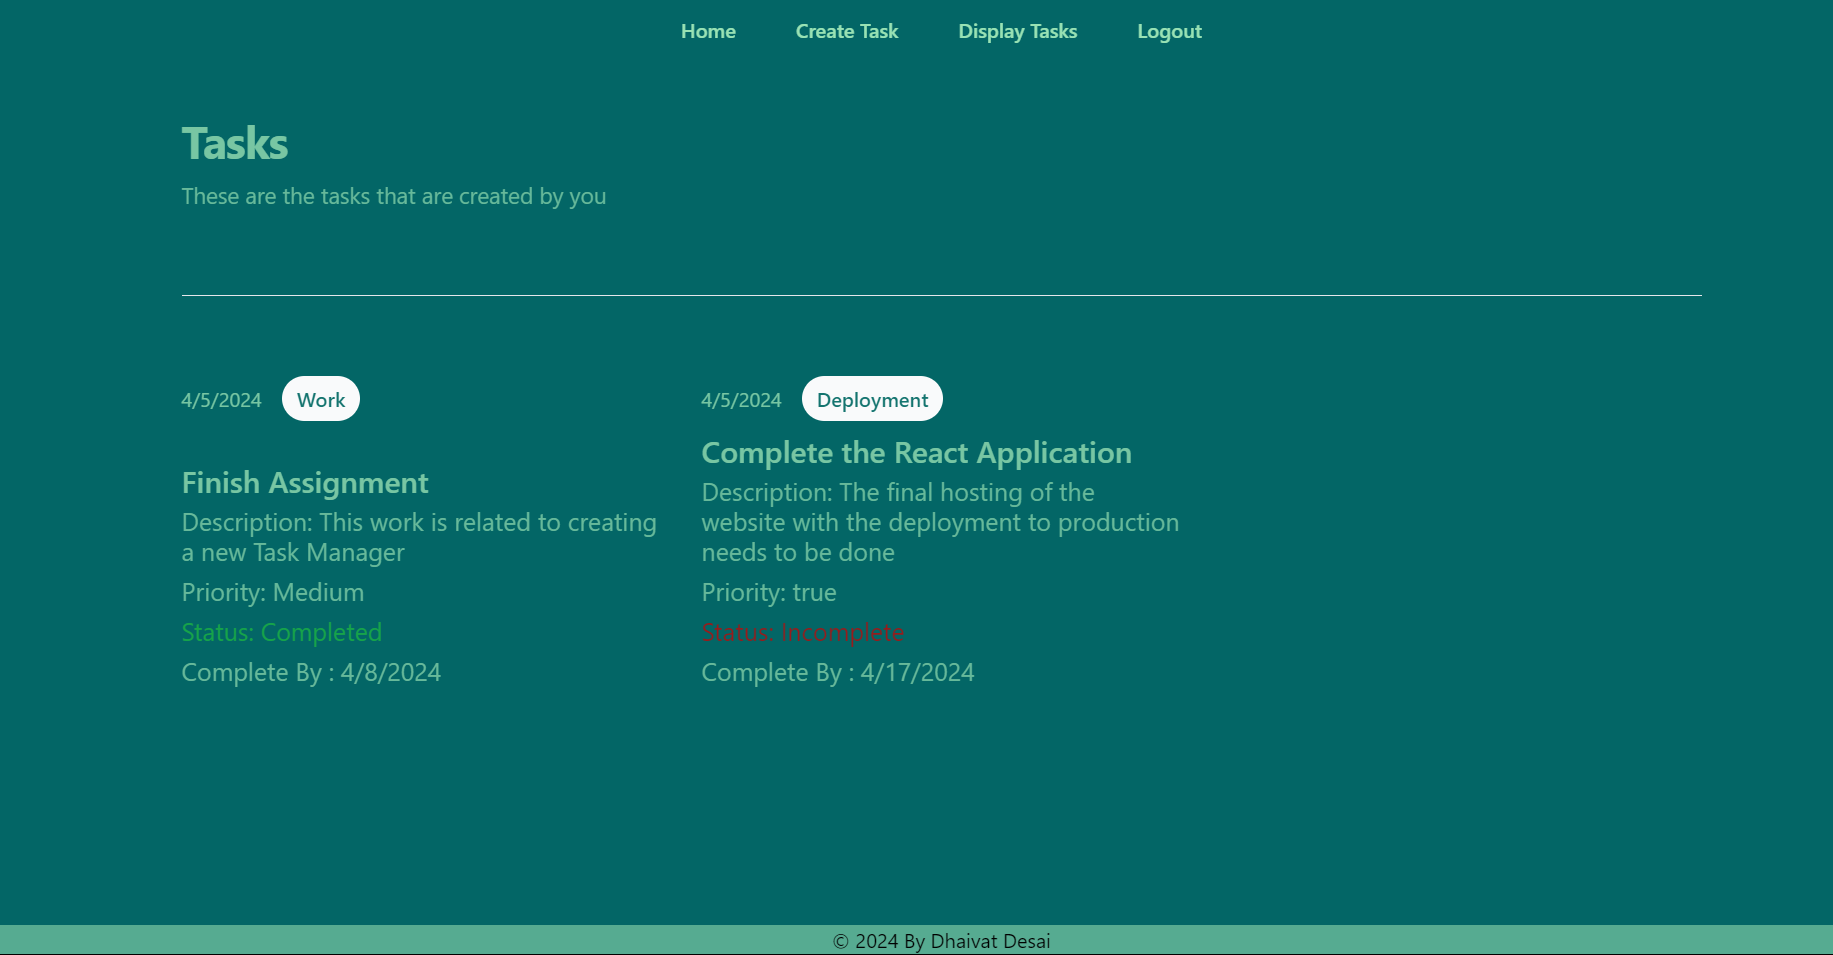 Home Create Task Display Tasks Logout
Tasks
These are the tasks that are created by you
4/5/2024 Work
Finish Assignment
Description: This work is related to creating
a new Task Manager
Priority: Medium
Status: Completed
Complete By : 4/8/2024
4/5/2024 Deployment
Complete the React Application
Description: The final hosting of the
website with the deployment to production
needs to be done
Priority: true
Status: Incomplete
Complete By : 4/17/2024
© 2024 By Dhaivat Desai